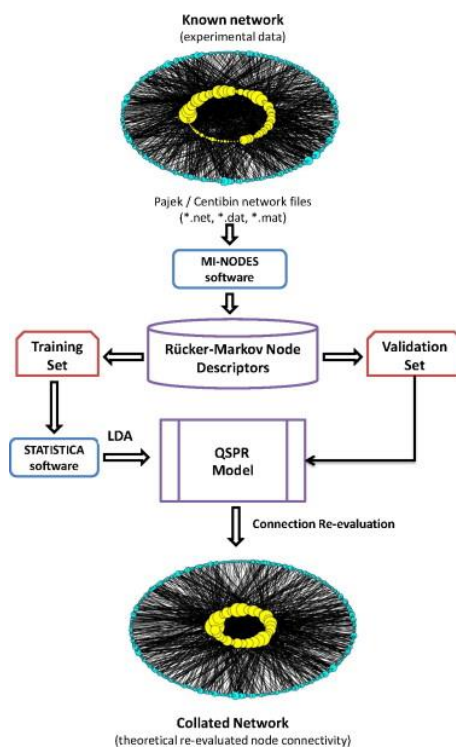 Known network
(experimental data)
Pajek / Centibin network files
(*.net, *.dat, *.mat)
MI-NODES
software
Rücker-Markov Node
Descriptors
Training
Set
Validation
Set
STATISTICA
software
LDA
QSPR
Model
Connection Re-evaluation
Collated Network
(theoretical re-evaluated node connectivity)